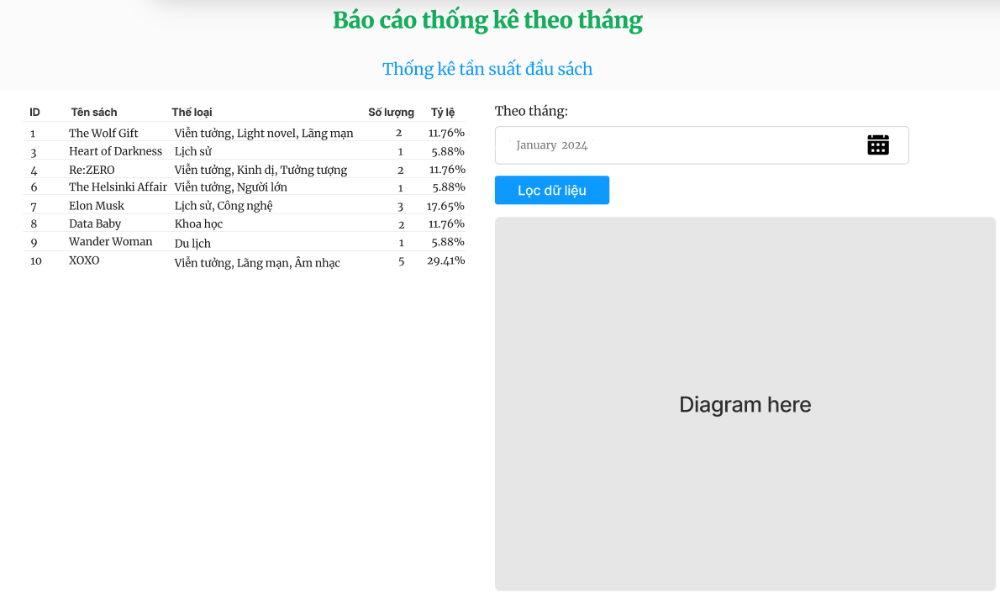 Báo cáo thống kê theo tháng
Thống kê tần suất đầu sách
ID Tên sách Thể loại Số lượng Tỷ lệ
1 The Wolf Gift Viễn tưởng, Light novel, Lãng mạn 2 11.76%
3 Heart of Darkness Lịch sử 1 5.88%
4 Re:ZERO Viễn tưởng, Kinh dị, Tưởng tượng 2 11.76%
6 The Helsinki Affair Viễn tưởng, Người lớn 1 5.88%
7 Elon Musk Lịch sử, Công nghệ 3 17.65%
8 Data Baby Khoa học 2 11.76%
9 Wander Woman Du lịch 1 5.88%
10 XOXO Viễn tưởng, Lãng mạn, Âm nhạc 5 29.41%
Theo tháng:
January 2024
Lọc dữ liệu
Diagram here